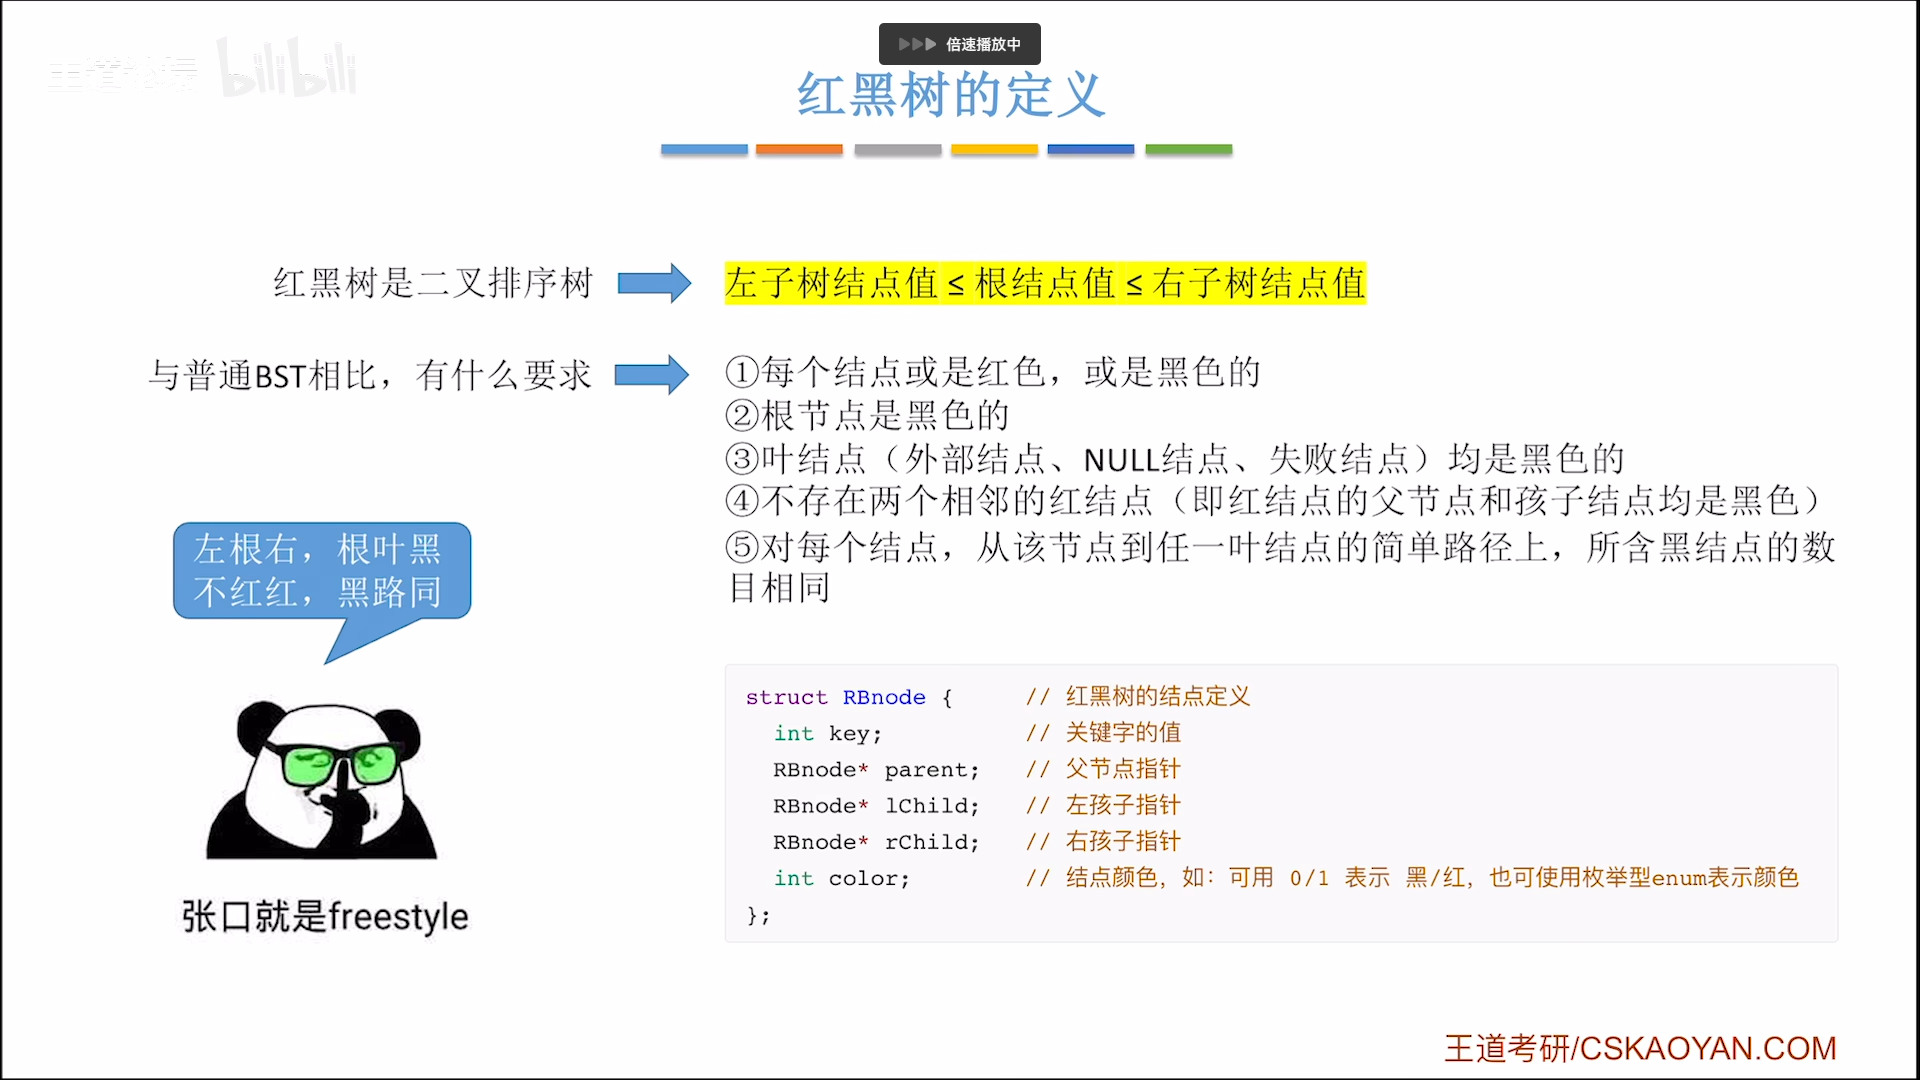 倍速播放中
王道论坛 bilibili
红黑树的定义
红黑树是二叉排序树
左子树结点值 ≤ 根结点值 ≤ 右子树结点值
与普通BST相比，有什么要求
①每个结点或是红色，或是黑色的
②根节点是黑色的
③叶结点（外部结点、NULL结点、失败结点）均是黑色的
④不存在两个相邻的红结点（即红结点的父节点和孩子结点均是黑色）
⑤对每个结点，从该节点到任一叶结点的简单路径上，所含黑结点的数
目相同
左根右，根叶黑
不红红，黑路同
张口就是freestyle
struct RBnode { // 红黑树的结点定义
int key; // 关键字的值
RBnode* parent; // 父节点指针
RBnode* lChild; // 左孩子指针
RBnode* rChild; // 右孩子指针
int color; // 结点颜色，如：可用 0/1 表示 黑/红，也可使用枚举型enum表示颜色
};
王道考研/CSKAOYAN.COM